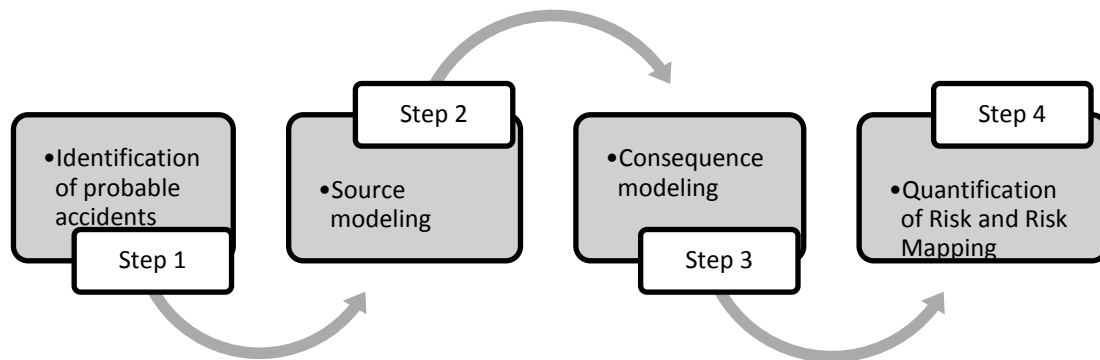 •Identification
of probable
accidents
Step 1
Step 2
•Source
modeling
•Consequence
modeling
Step 3
Step 4
•Quantification
of Risk and Risk
Mapping